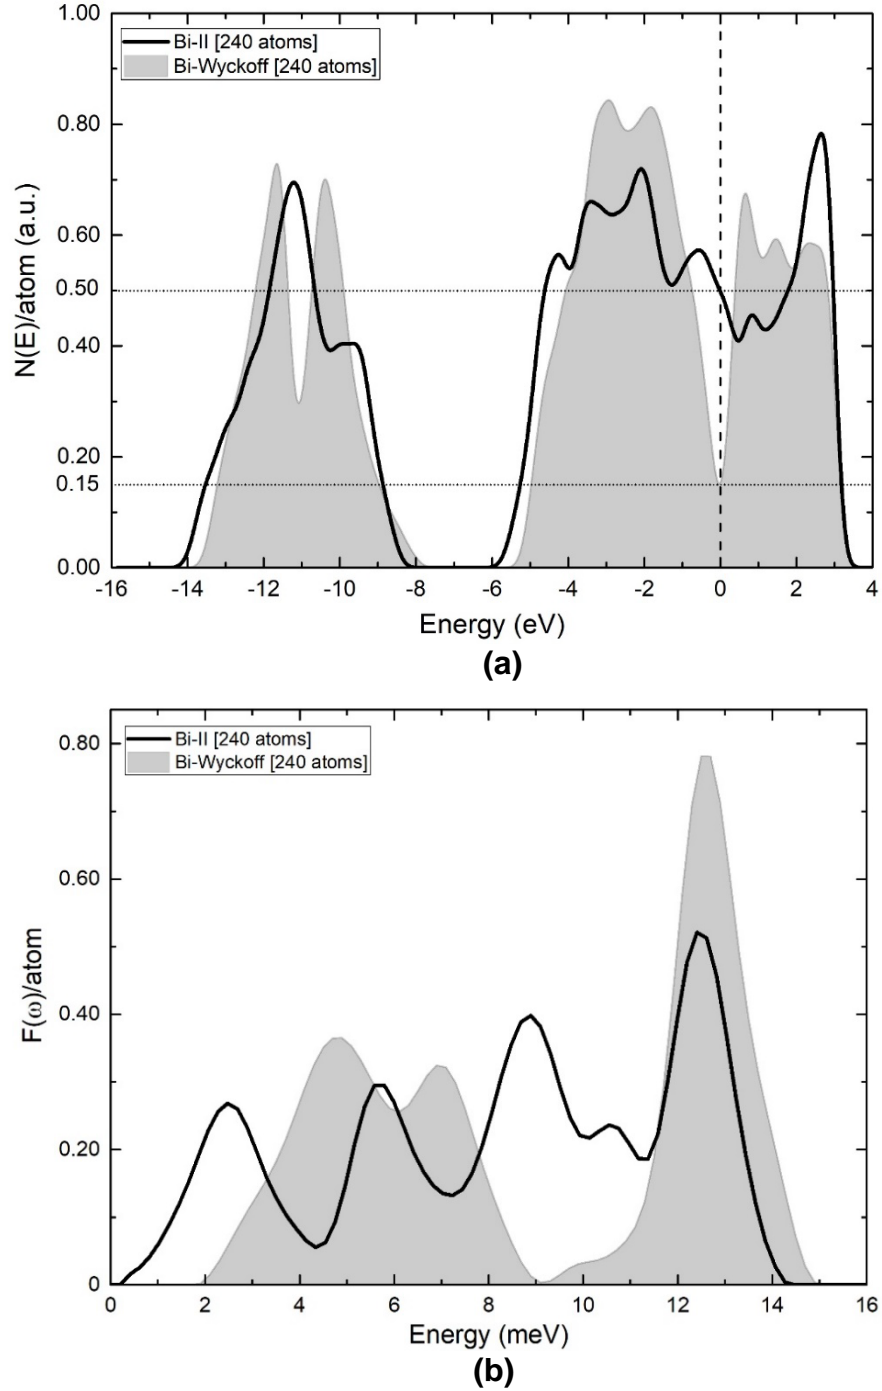 1.00
0.80
0.60
0.50
0.40
0.20
0.15
0.00
N(E)/atom (a.u.)
Bi-II [240 atoms]
Bi-Wyckoff [240 atoms]
-16 -14 -12 -10 -8 -6 -4 -2 0 2 4
Energy (eV)
(a)
0.80
0.60
0.40
0.20
0
F(ω)/atom
Bi-II [240 atoms]
Bi-Wyckoff [240 atoms]
0 2 4 6 8 10 12 14 16
Energy (meV)
(b)